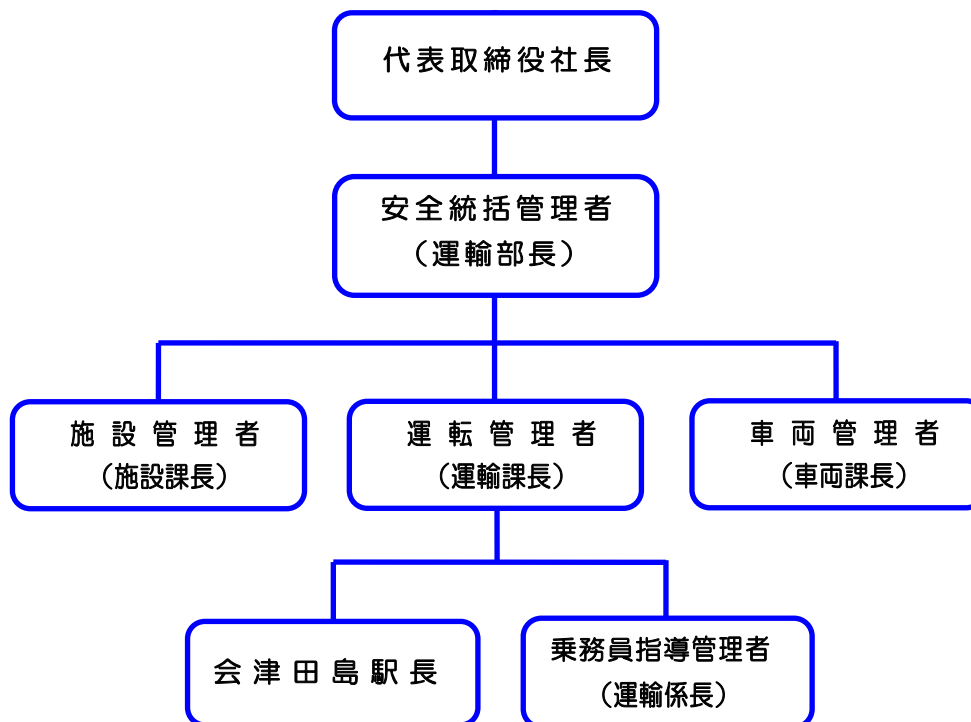 代表取締役社長
安全統括管理者
（運輸部長）
施設管理者
（施設課長）
運転管理者
（運輸課長）
車両管理者
（車両課長）
会津田島駅長
乗務員指導管理者
（運輸係長）